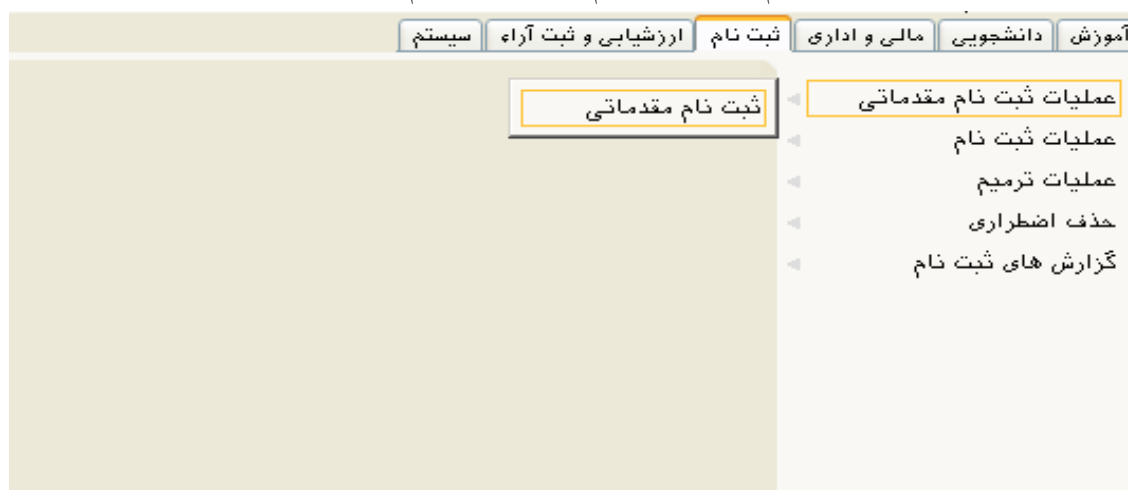 آموزش دانشجویی مالی و اداری ثبت نام ارزشیابی و ثبت آراء سیستم
عملیات ثبت نام مقدماتی
ثبت نام مقدماتی
عملیات ثبت نام
عملیات ترمیم
حذف اضطراری
گزارش های ثبت نام